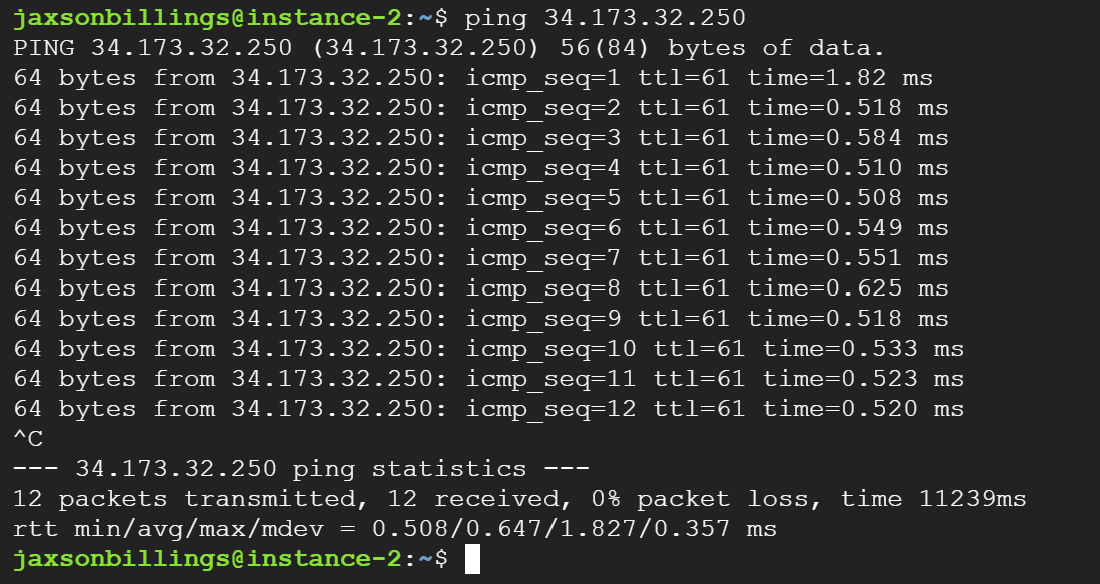 jaxsonbillings@instance-2:~$ ping 34.173.32.250
PING 34.173.32.250 (34.173.32.250) 56(84) bytes of data.
64 bytes from 34.173.32.250: icmp_seq=1 ttl=61 time=1.82 ms
64 bytes from 34.173.32.250: icmp_seq=2 ttl=61 time=0.518 ms
64 bytes from 34.173.32.250: icmp_seq=3 ttl=61 time=0.584 ms
64 bytes from 34.173.32.250: icmp_seq=4 ttl=61 time=0.510 ms
64 bytes from 34.173.32.250: icmp_seq=5 ttl=61 time=0.508 ms
64 bytes from 34.173.32.250: icmp_seq=6 ttl=61 time=0.549 ms
64 bytes from 34.173.32.250: icmp_seq=7 ttl=61 time=0.551 ms
64 bytes from 34.173.32.250: icmp_seq=8 ttl=61 time=0.625 ms
64 bytes from 34.173.32.250: icmp_seq=9 ttl=61 time=0.518 ms
64 bytes from 34.173.32.250: icmp_seq=10 ttl=61 time=0.533 ms
64 bytes from 34.173.32.250: icmp_seq=11 ttl=61 time=0.523 ms
64 bytes from 34.173.32.250: icmp_seq=12 ttl=61 time=0.520 ms
^C
--- 34.173.32.250 ping statistics ---
12 packets transmitted, 12 received, 0% packet loss, time 11239ms
rtt min/avg/max/mdev = 0.508/0.647/1.827/0.357 ms
jaxsonbillings@instance-2:~$